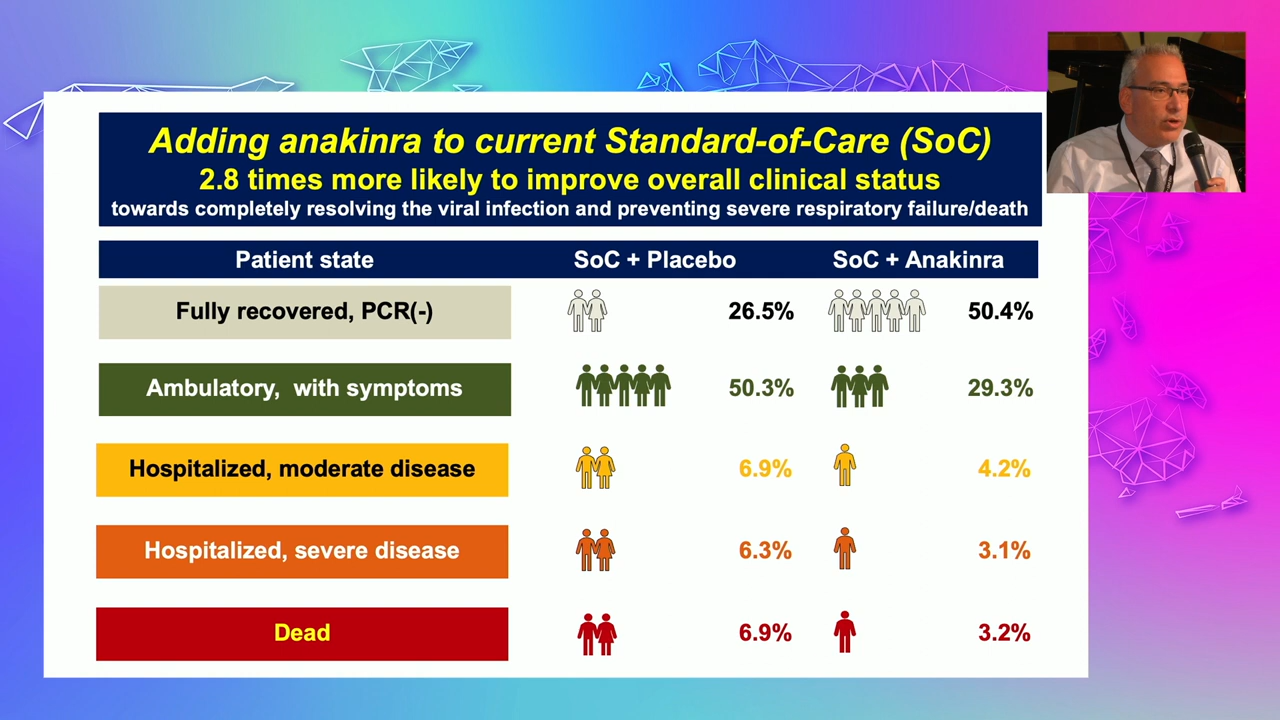 Adding anakinra to current Standard-of-Care (SoC)
2.8 times more likely to improve overall clinical status
towards completely resolving the viral infection and preventing severe respiratory failure/death
Patient state SoC + Placebo SoC + Anakinra
Fully recovered, PCR(-) 26.5% 50.4%
Ambulatory, with symptoms 50.3% 29.3%
Hospitalized, moderate disease 6.9% 4.2%
Hospitalized, severe disease 6.3% 3.1%
Dead 6.9% 3.2%